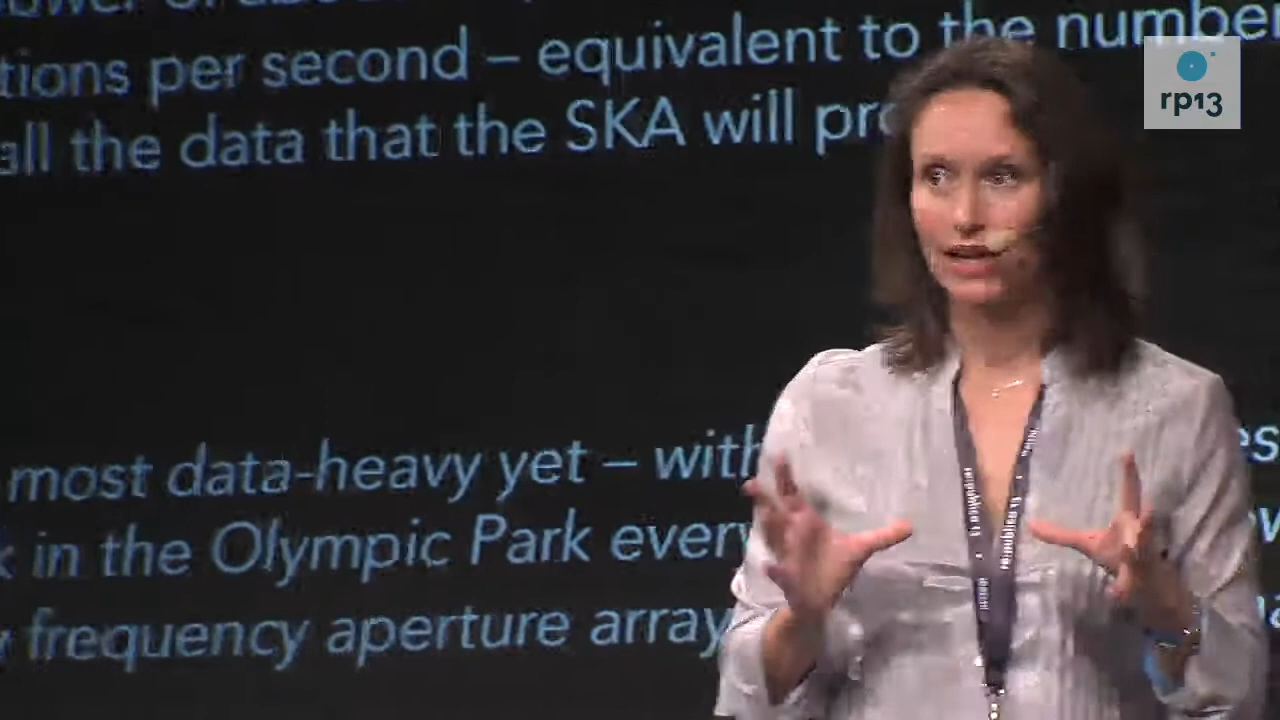 tions per second – equivalent to the number
all the data that the SKA will
rp13
most data-heavy yet – with
in the Olympic Park every
frequency aperture array